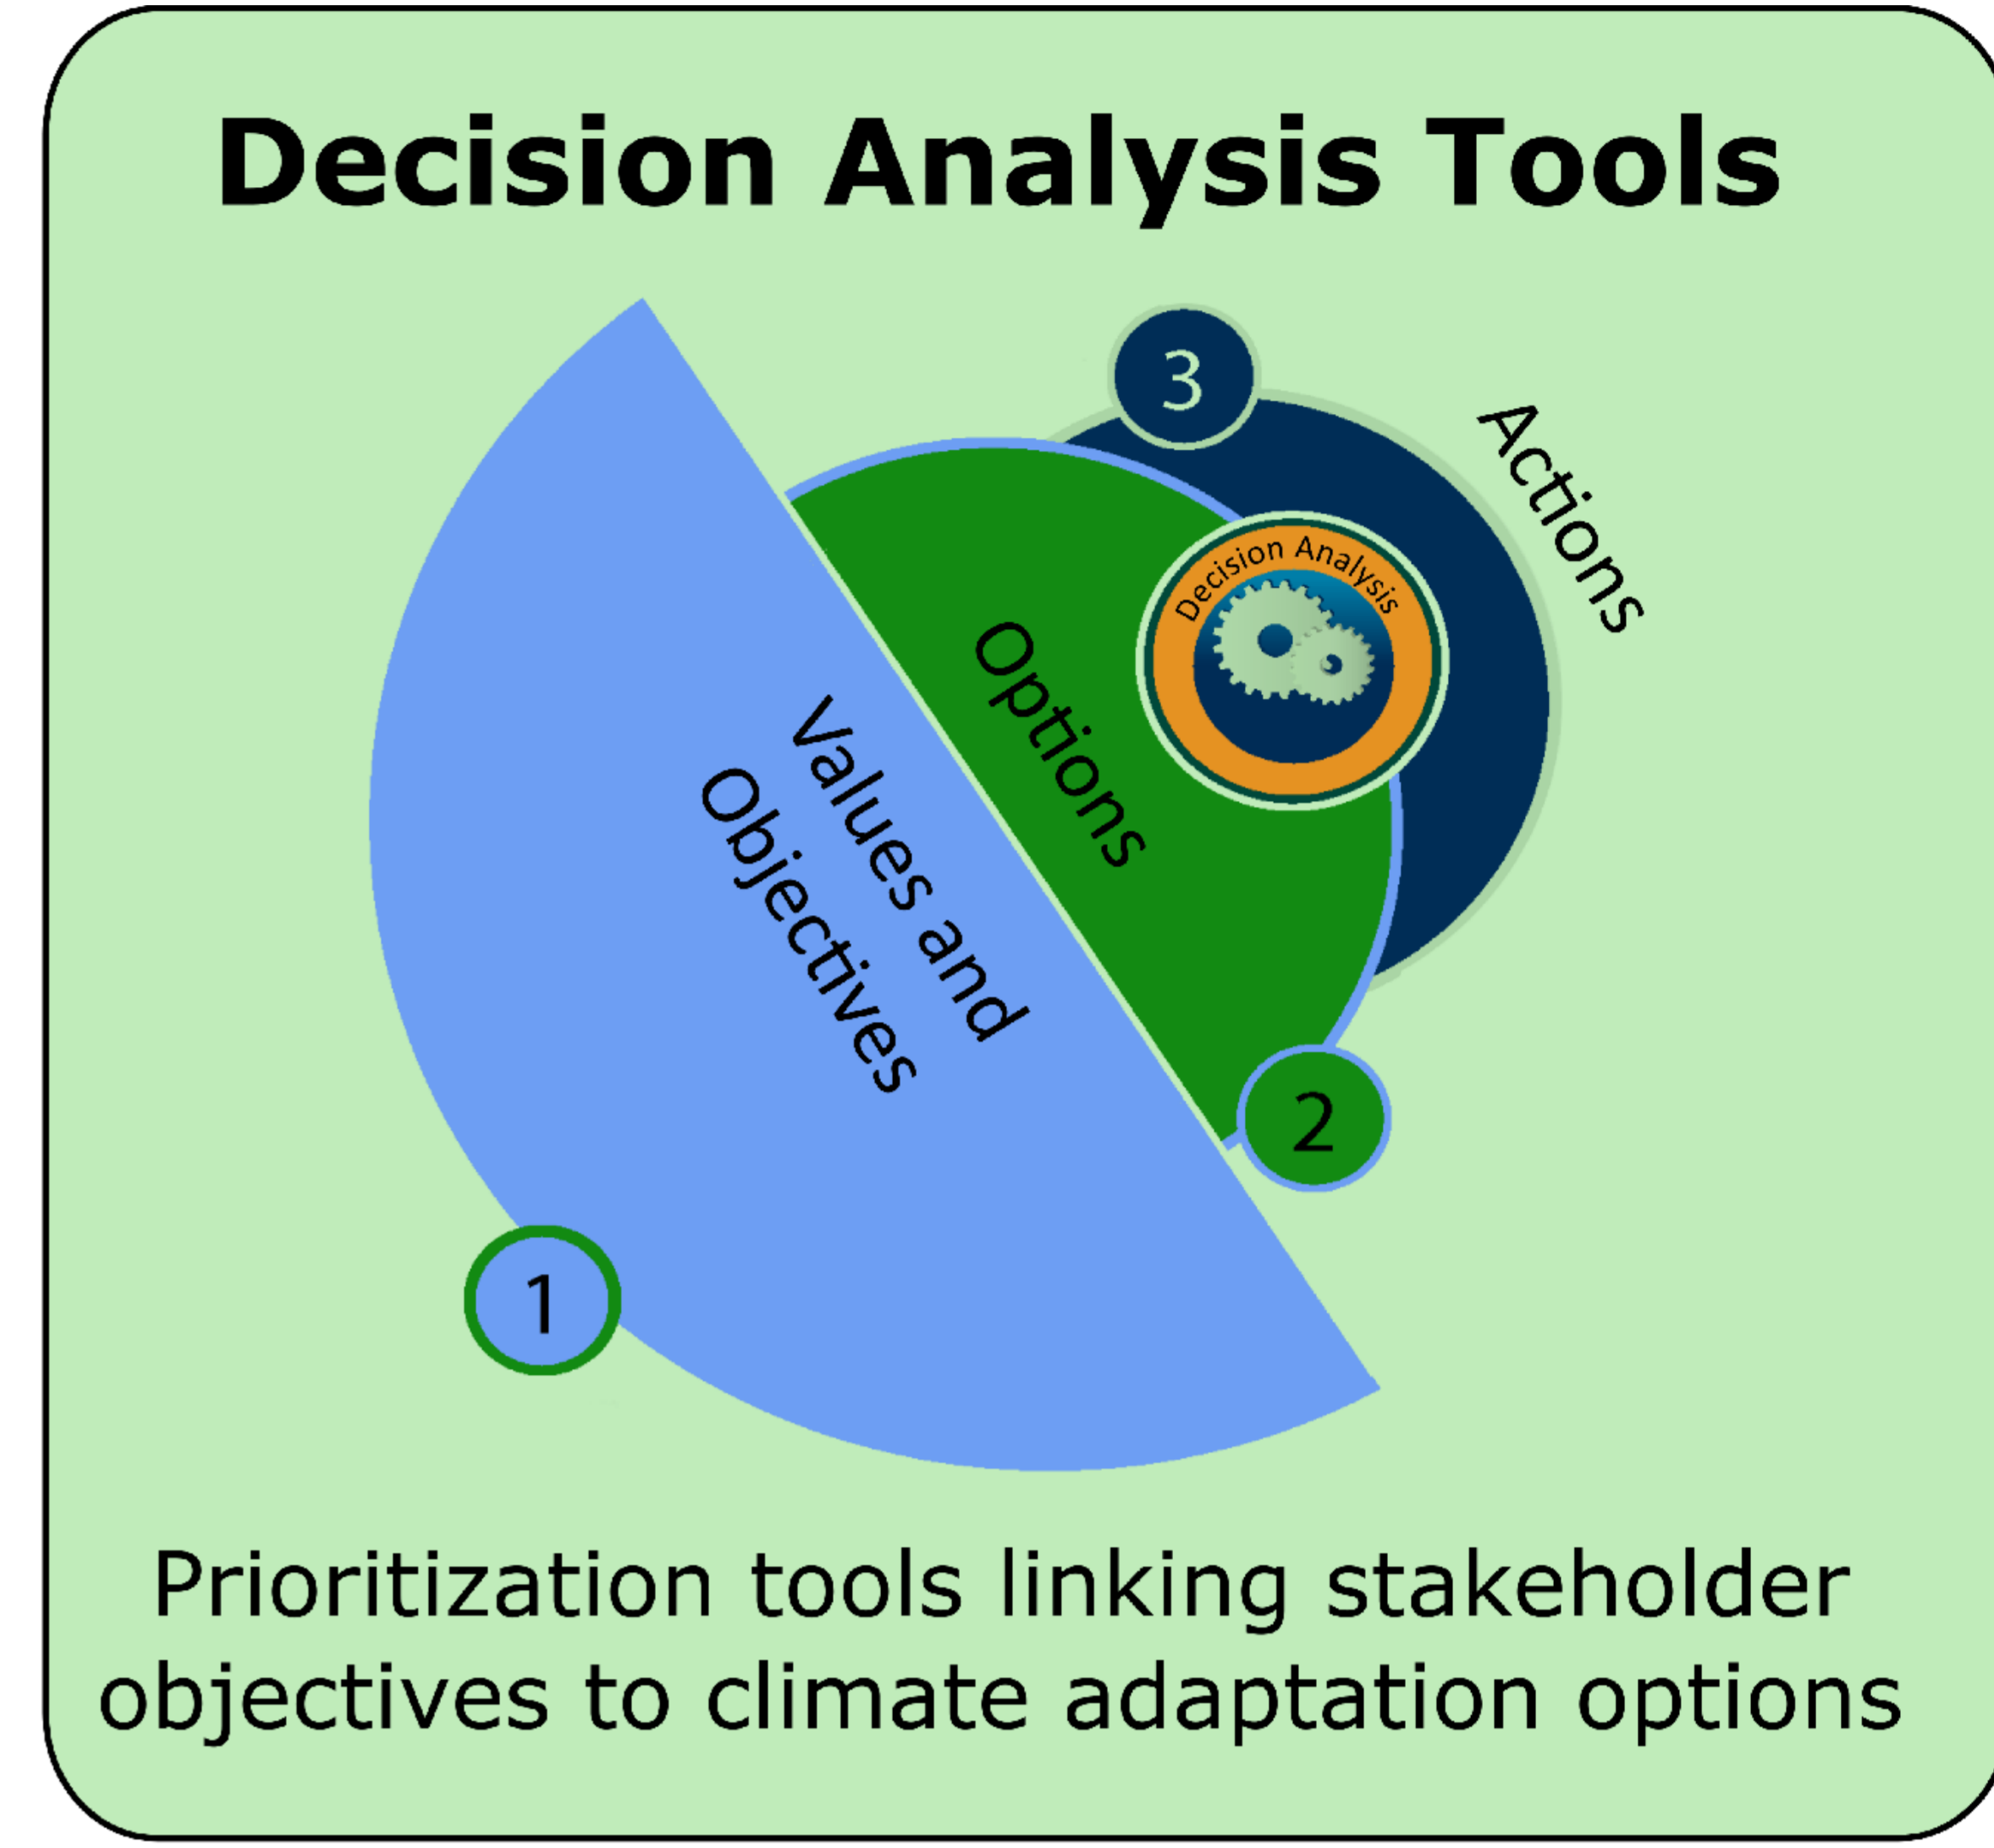 Decision Analysis Tools
3
Actions
Decision Analysis
Options
Values and
Objectives
2
1
Prioritization tools linking stakeholder
objectives to climate adaptation options